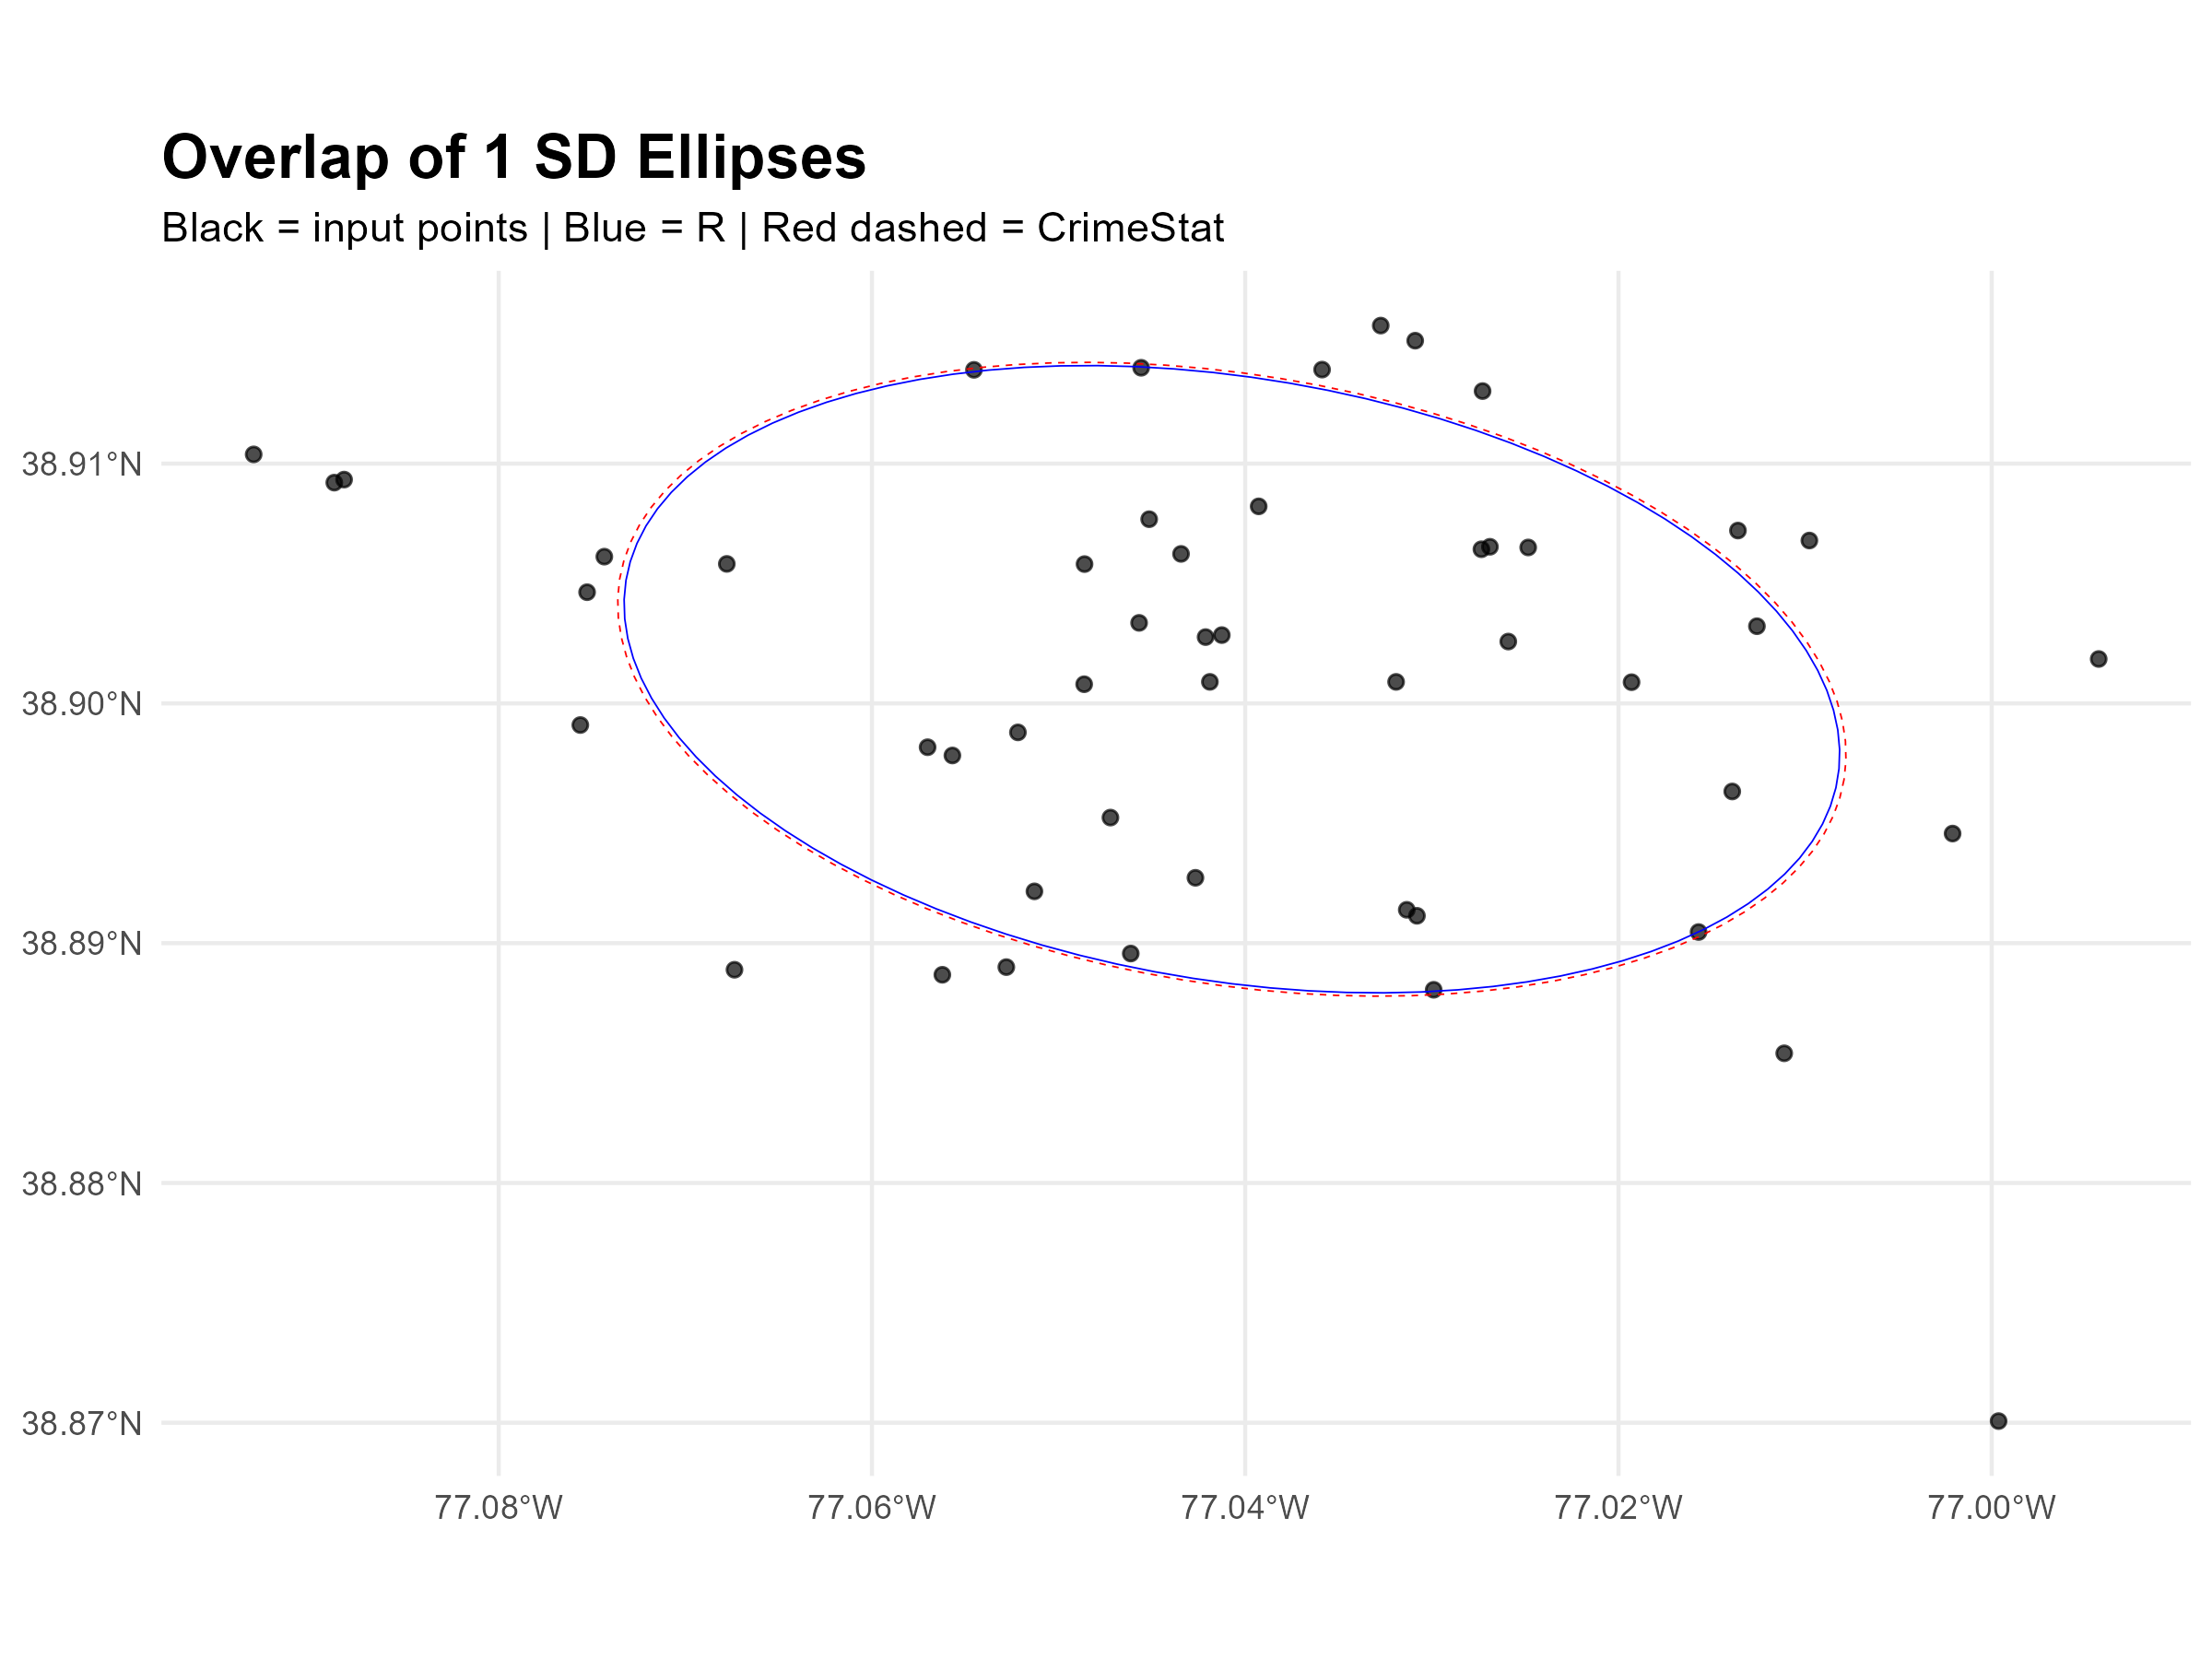 Overlap of 1 SD Ellipses
Black = input points | Blue = R | Red dashed = CrimeStat
38.91°N
38.90°N
38.89°N
38.88°N
38.87°N
77.08°W 77.06°W 77.04°W 77.02°W 77.00°W